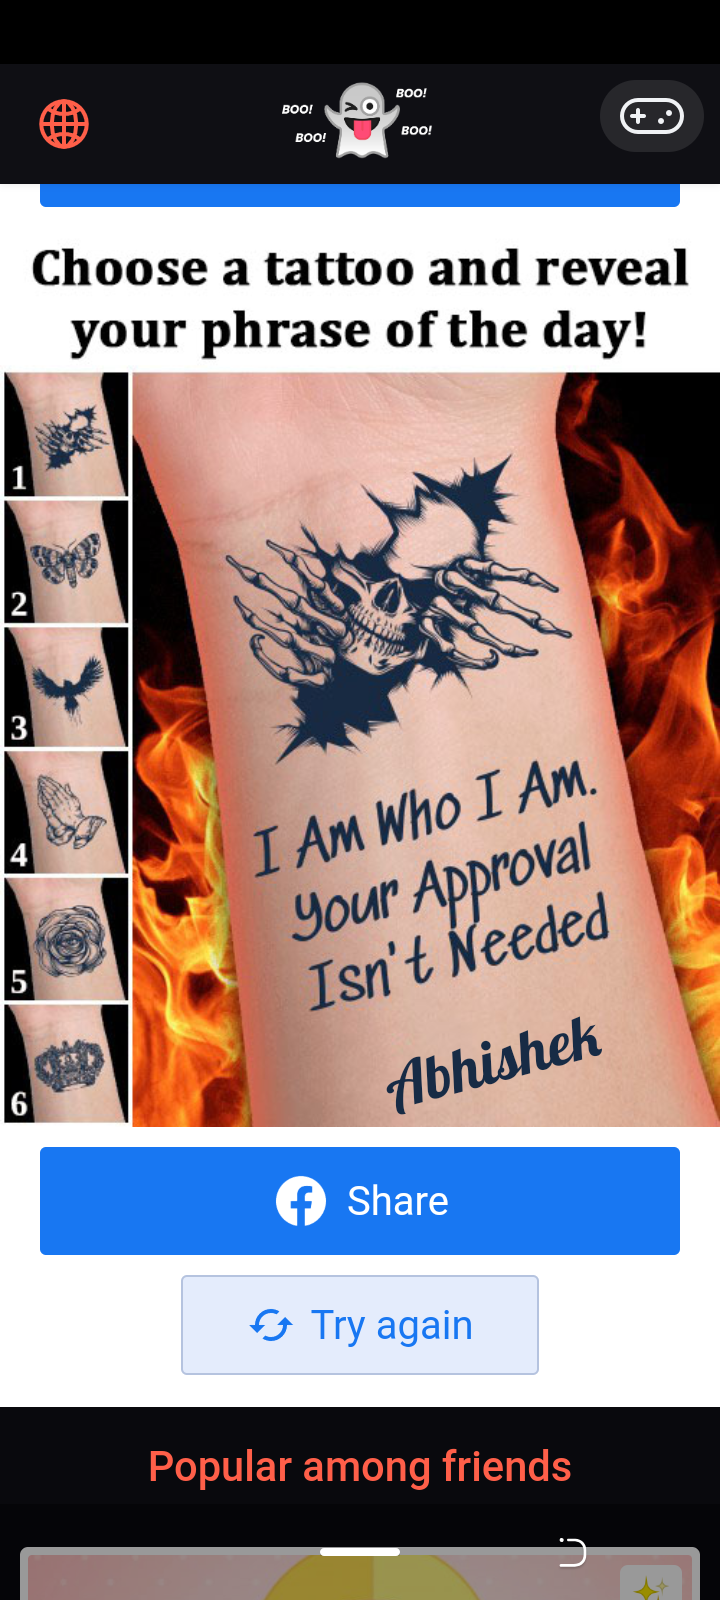 BOO!
BOO!
BOO!
BOO!
Choose a tattoo and reveal
your phrase of the day!
1
2
3
4
5
6
I Am Who I Am.
Your Approval
Isn't Needed
Abhishek
Share
Try again
Popular among friends